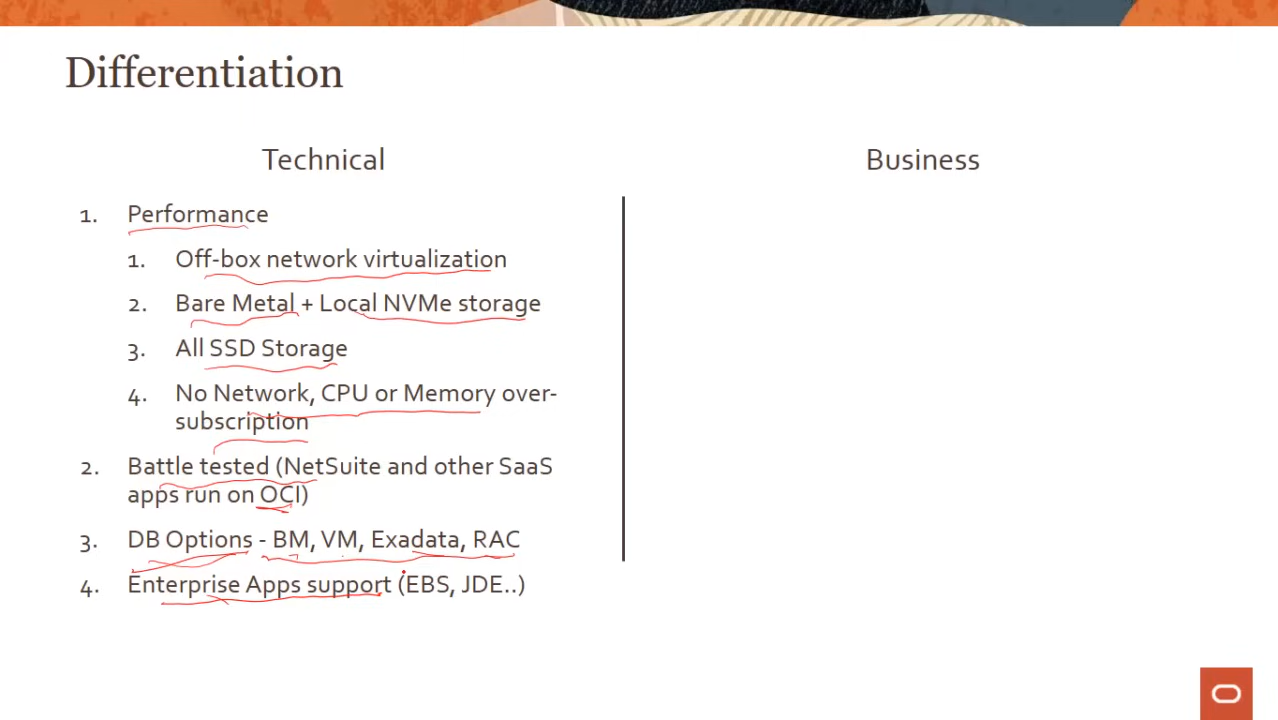 Differentiation
Technical
1. Performance
1. Off-box network virtualization
2. Bare Metal + Local NVMe storage
3. All SSD Storage
4. No Network, CPU or Memory over-
subscription
2. Battle tested (NetSuite and other SaaS
apps run on OCI)
3. DB Options - BM, VM, Exadata, RAC
4. Enterprise Apps support (EBS, JDE..)
Business